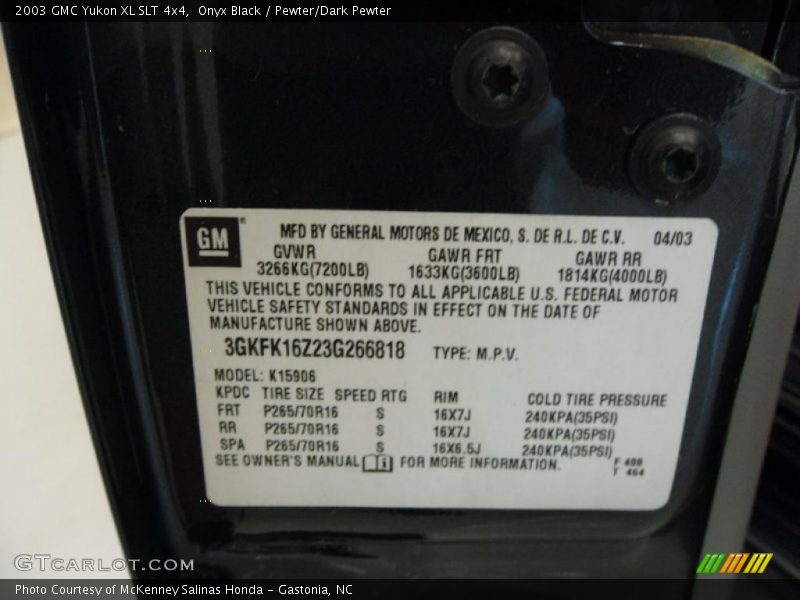 2003 GMC Yukon XL SLT 4x4,  Onyx Black / Pewter/Dark Pewter
GM
MFD BY GENERAL MOTORS DE MEXICO, S. DE R.L. DE C.V. 04/03
GVWR GAWR FRT GAWR RR
3266KG(7200LB) 1633KG(3600LB) 1814KG(4000LB)
THIS VEHICLE CONFORMS TO ALL APPLICABLE U.S. FEDERAL MOTOR
VEHICLE SAFETY STANDARDS IN EFFECT ON THE DATE OF
MANUFACTURE SHOWN ABOVE.
3GKFK16Z23G266818 TYPE: M.P.V.
MODEL: K15906
KPDC TIRE SIZE SPEED RTG RIM COLD TIRE PRESSURE
FRT P265/70R16 S 16X7J 240KPA(35PSI)
RR P265/70R16 S 16X7J 240KPA(35PSI)
SPA P265/70R16 S 16X6.5J 240KPA(35PSI)
SEE OWNER'S MANUAL FOR MORE INFORMATION.
F 408
T 464
GTCARLOT.COM
Photo Courtesy of McKenney Salinas Honda - Gastonia, NC